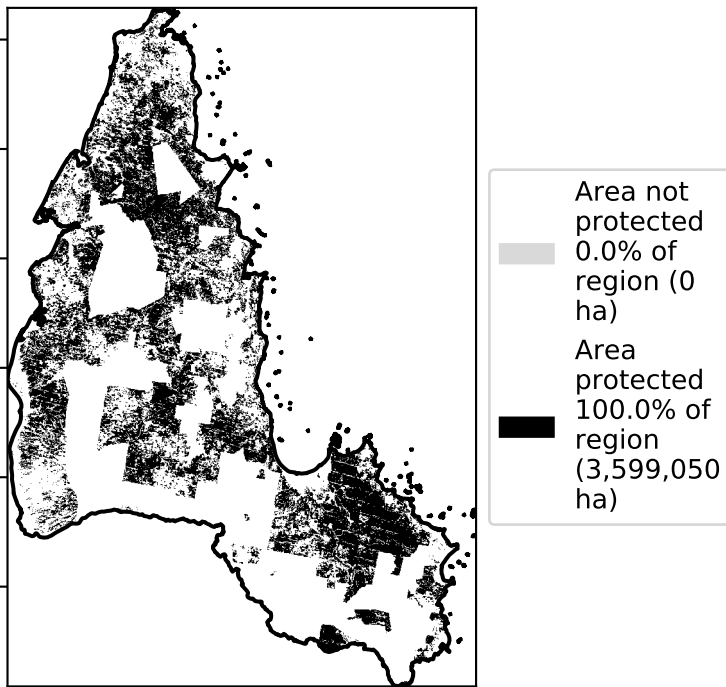 Area not
protected
0.0% of
region (0
ha)
Area
protected
100.0% of
region
(3,599,050
ha)